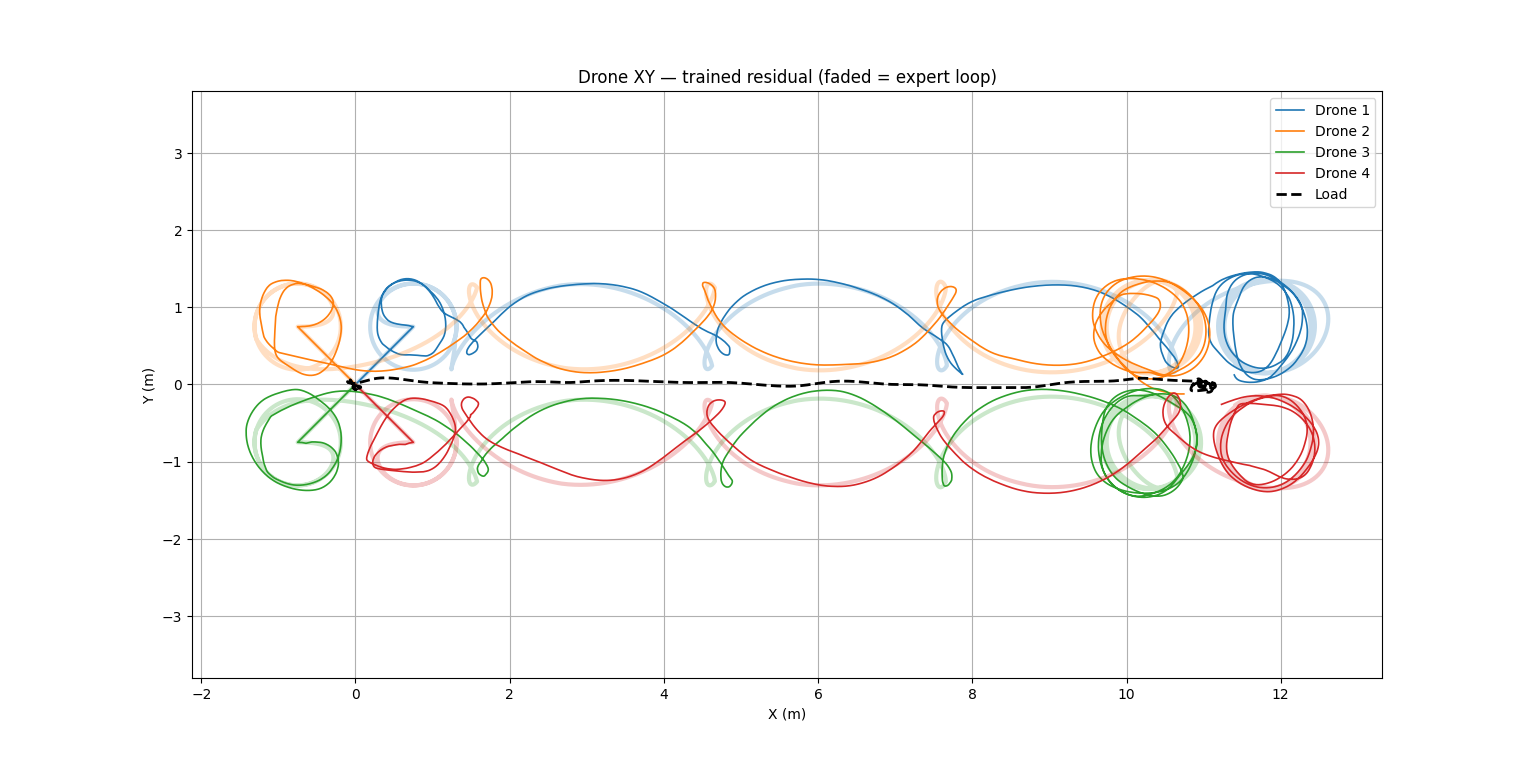 Drone XY — trained residual (faded = expert loop)
Drone 1
Drone 2
Drone 3
Drone 4
Load
Y (m)
3
2
1
0
−1
−2
−3
−2
0
2
4
6
8
10
12
X (m)